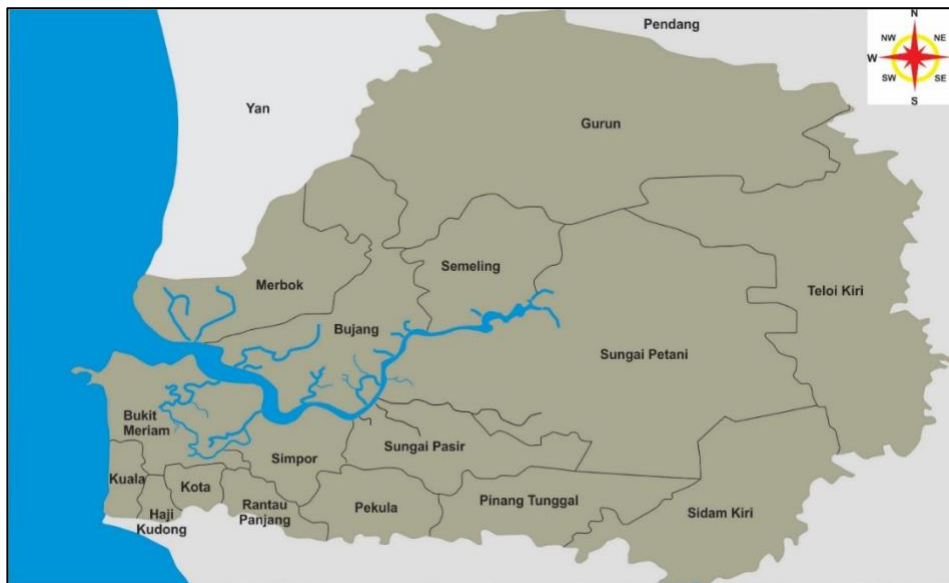 Pendang
N
NW
NE
W
E
SW
SE
S
Yan
Gurun
Semeling
Merbok
Teloi Kiri
Bujang
Sungai Petani
Bukit
Meriam
Sungai Pasir
Simpor
Kuala
Kota
Pinang Tunggal
Rantau
Panjang
Pekula
Sidam Kiri
Haji
Kudong